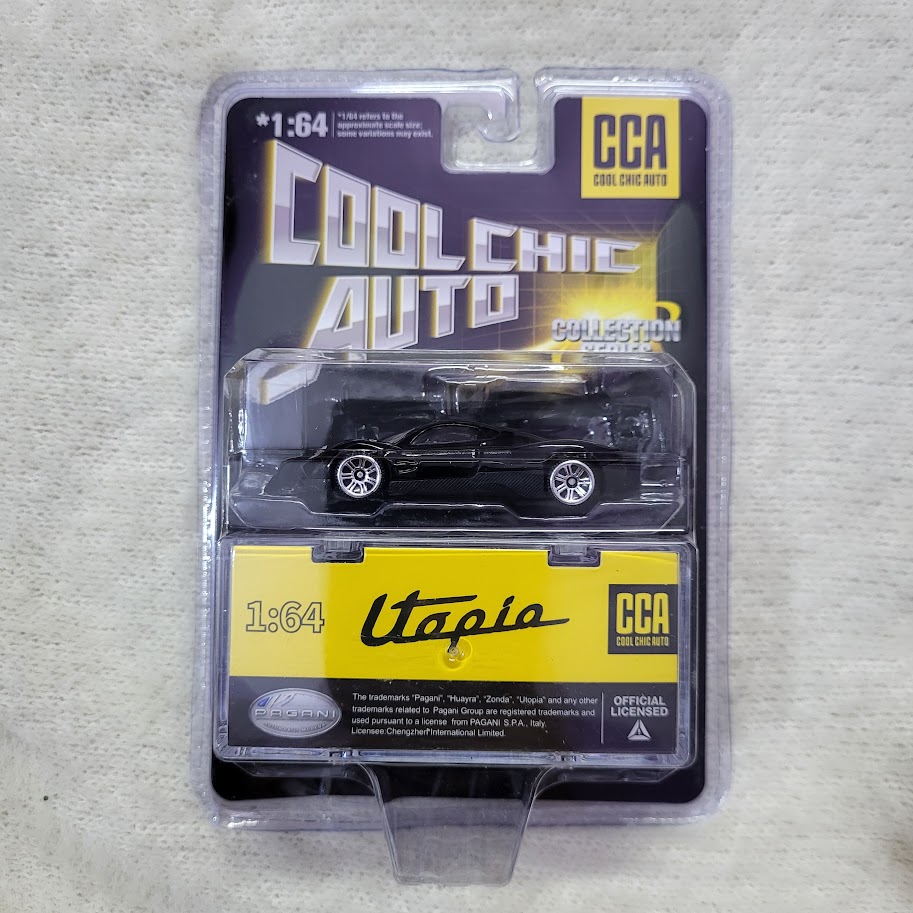 *1:64
*1/64 refers to the
approximate scale size;
some variations may exist.
CCA
COOL CHIC AUTO
COOL CHIC
AUTO
COLLECTION
SERIES
1:64
Utopia
CCA
COOL CHIC AUTO
PAGANI
The trademarks "Pagani", "Huayra", "Zonda", "Utopia" and any other
trademarks related to Pagani Group are registered trademarks and
used pursuant to a license from PAGANI S.P.A., Italy.
Licensee:Chengzhen International Limited.
OFFICIAL
LICENSED